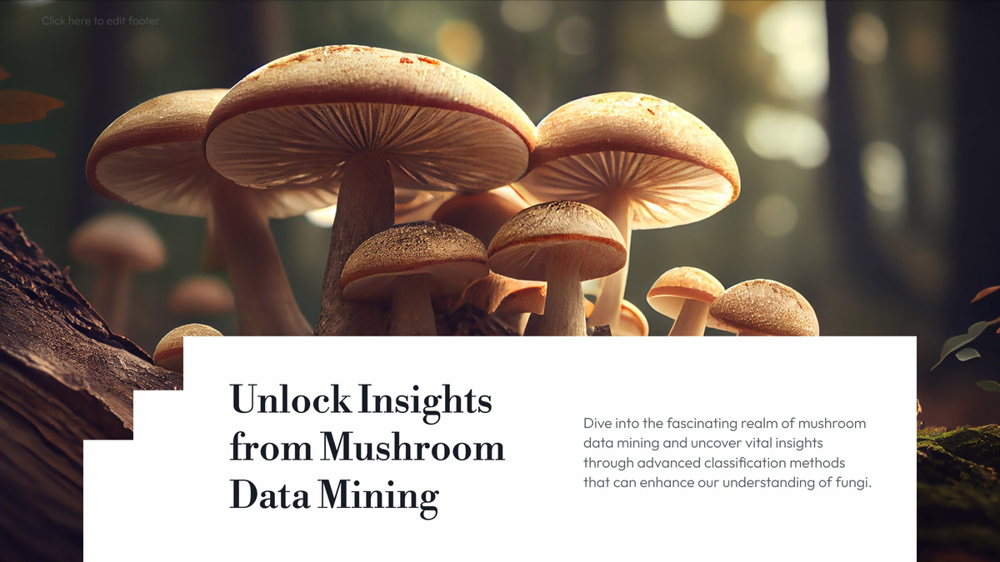 Click here to edit footer
Unlock Insights
from Mushroom
Data Mining
Dive into the fascinating realm of mushroom
data mining and uncover vital insights
through advanced classification methods
that can enhance our understanding of fungi.